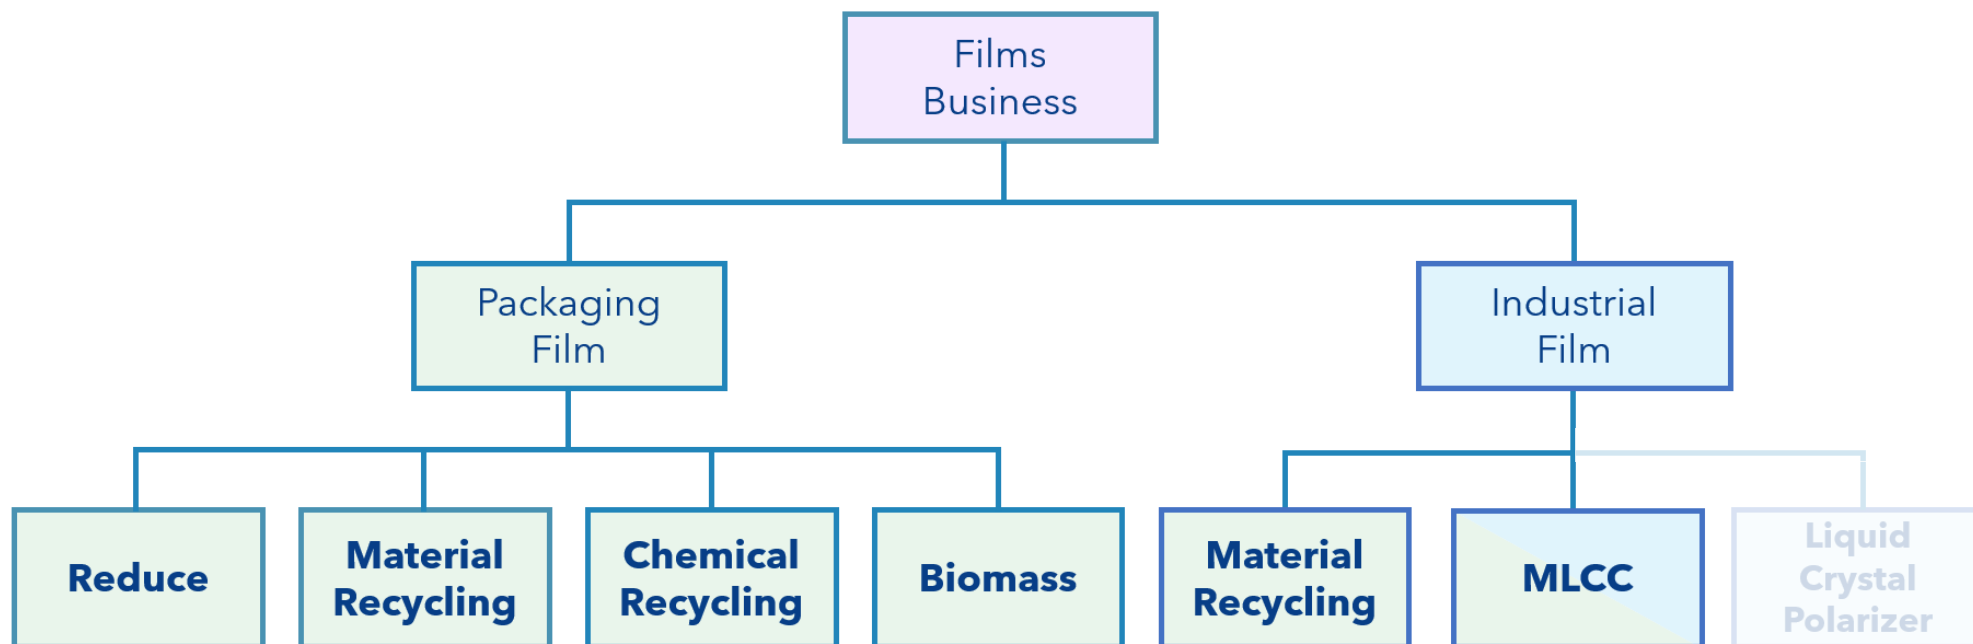 Films
Business
Packaging
Film
Industrial
Film
Reduce
Material
Recycling
Chemical
Recycling
Biomass
Material
Recycling
MLCC
Liquid
Crystal
Polarizer